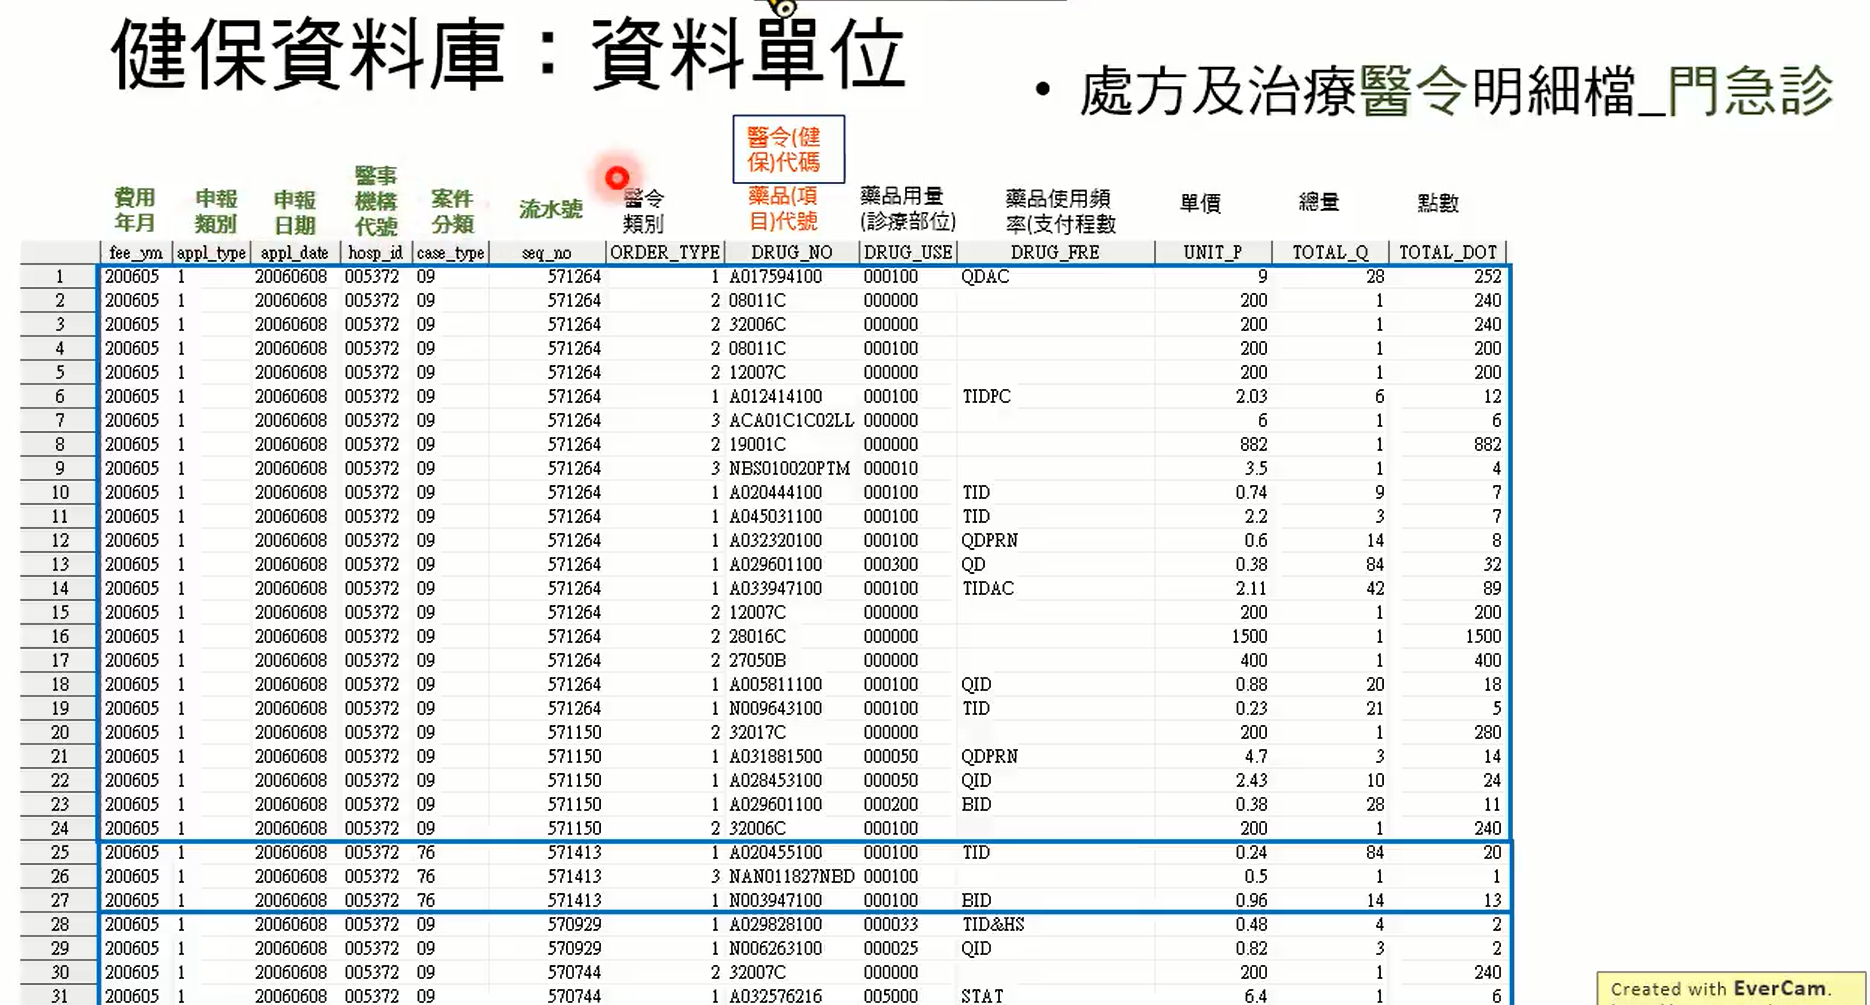 健保資料庫：資料單位
• 處方及治療醫令明細檔_門急診
醫令(健
保)代碼
費用
年月
申報
類別
申報
日期
醫事
機構
代號
案件
分類
流水號
醫令
類別
藥品(項
目)代號
藥品用量
(診療部位)
藥品使用頻
率(支付程數
單價
總量
點數
fee_ym appl_type appl_date hosp_id case_type seq_no ORDER_TYPE DRUG_NO DRUG_USE DRUG_FRE UNIT_P TOTAL_Q TOTAL_DOT
1 200605 1 20060608 005372 09 571264 1 A017594100 000100 QDAC 9 28 252
2 200605 1 20060608 005372 09 571264 2 08011C 000000 200 1 240
3 200605 1 20060608 005372 09 571264 2 32006C 000000 200 1 240
4 200605 1 20060608 005372 09 571264 2 08011C 000100 200 1 200
5 200605 1 20060608 005372 09 571264 2 12007C 000000 200 1 200
6 200605 1 20060608 005372 09 571264 1 A012414100 000100 TIDPC 2.03 6 12
7 200605 1 20060608 005372 09 571264 3 ACA01C1C02LL 000000 6 1 6
8 200605 1 20060608 005372 09 571264 2 19001C 000000 882 1 882
9 200605 1 20060608 005372 09 571264 3 NBS010020PTM 000010 3.5 1 4
10 200605 1 20060608 005372 09 571264 1 A020444100 000100 TID 0.74 9 7
11 200605 1 20060608 005372 09 571264 1 A045031100 000100 TID 2.2 3 7
12 200605 1 20060608 005372 09 571264 1 A032320100 000100 QDPRN 0.6 14 8
13 200605 1 20060608 005372 09 571264 1 A029601100 000300 QD 0.38 84 32
14 200605 1 20060608 005372 09 571264 1 A033947100 000100 TIDAC 2.11 42 89
15 200605 1 20060608 005372 09 571264 2 12007C 000000 200 1 200
16 200605 1 20060608 005372 09 571264 2 28016C 000000 1500 1 1500
17 200605 1 20060608 005372 09 571264 2 27050B 000000 400 1 400
18 200605 1 20060608 005372 09 571264 1 A005811100 000100 QID 0.88 20 18
19 200605 1 20060608 005372 09 571264 1 N009643100 000100 TID 0.23 21 5
20 200605 1 20060608 005372 09 571150 2 32017C 000000 200 1 280
21 200605 1 20060608 005372 09 571150 1 A031881500 000050 QDPRN 4.7 3 14
22 200605 1 20060608 005372 09 571150 1 A028453100 000050 QID 2.43 10 24
23 200605 1 20060608 005372 09 571150 1 A029601100 000200 BID 0.38 28 11
24 200605 1 20060608 005372 09 571150 2 32006C 000100 200 1 240
25 200605 1 20060608 005372 76 571413 1 A020455100 000100 TID 0.24 84 20
26 200605 1 20060608 005372 76 571413 3 NAN011827NBD 000100 0.5 1 1
27 200605 1 20060608 005372 76 571413 1 N003947100 000100 BID 0.96 14 13
28 200605 1 20060608 005372 09 570929 1 A029828100 000033 TID&HS 0.48 4 2
29 200605 1 20060608 005372 09 570929 1 N006263100 000025 QID 0.82 3 2
30 200605 1 20060608 005372 09 570744 2 32007C 000000 200 1 240
31 200605 1 20060608 005372 09 570744 1 A032576216 005000 STAT 6.4 1 6
Created with EverCam.